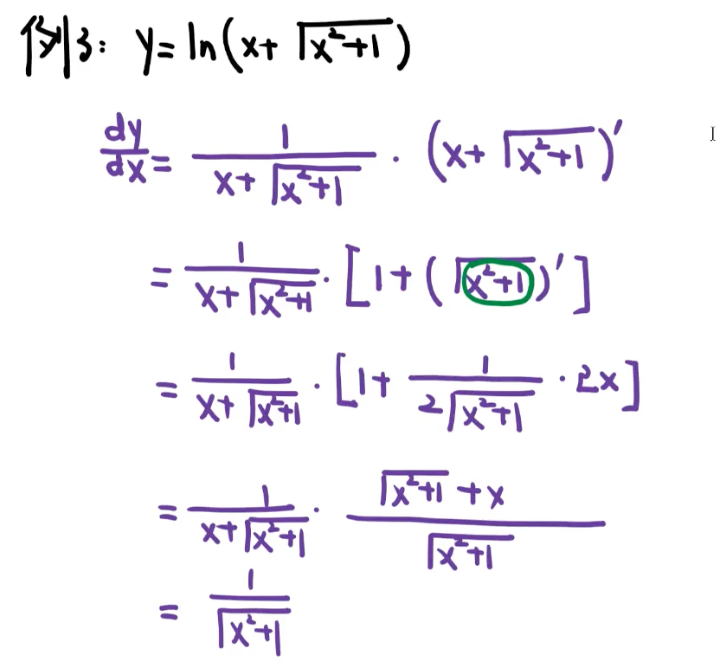 例3: y=ln(x+√(x²+1))
dy/dx = 1/(x+√(x²+1)) · (x+√(x²+1))′
= 1/(x+√(x²+1)) · [1+(√(x²+1))′]
= 1/(x+√(x²+1)) · [1+ 1/(2√(x²+1)) · 2x]
= 1/(x+√(x²+1)) · (√(x²+1)+x)/√(x²+1)
= 1/√(x²+1)